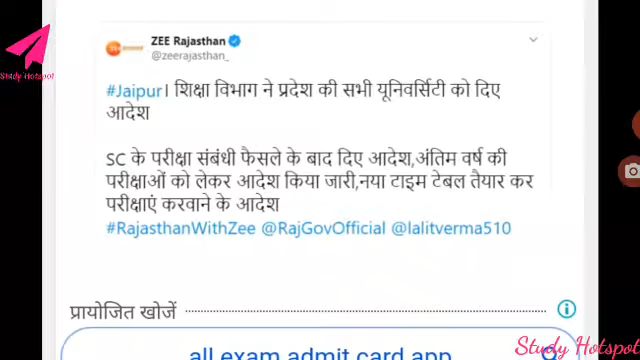 ZEE Rajasthan
@zeerajasthan_
Study Hotspot
#Jaipur। शिक्षा विभाग ने प्रदेश की सभी यूनिवर्सिटी को दिए
आदेश
SC के परीक्षा संबंधी फैसले के बाद दिए आदेश,अंतिम वर्ष की
परीक्षाओं को लेकर आदेश किया जारी,नया टाइम टेबल तैयार कर
परीक्षाएं करवाने के आदेश
#RajasthanWithZee @RajGovOfficial @lalitverma510
प्रायोजित खोजें
all exam admit card app
Study Hotspot